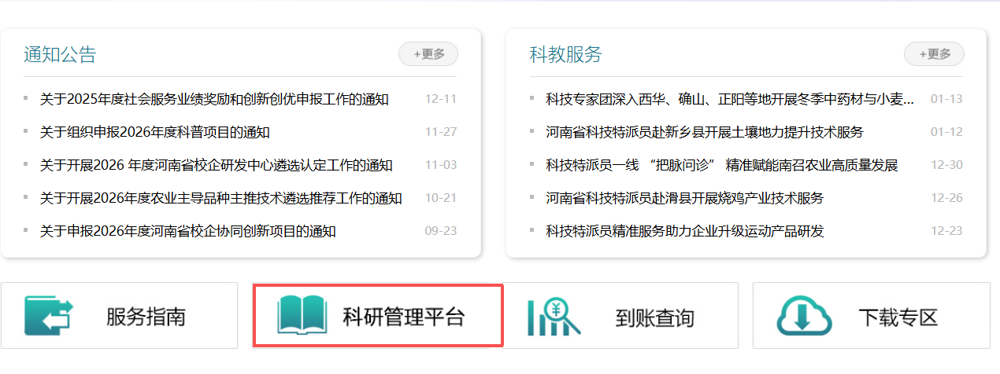 通知公告
+更多
关于2025年度社会服务业绩奖励和创新创优申报工作的通知 12-11
关于组织申报2026年度科普项目的通知 11-27
关于开展2026 年度河南省校企研发中心遴选认定工作的通知 11-03
关于开展2026年度农业主导品种主推技术遴选推荐工作的通知 10-21
关于申报2026年度河南省校企协同创新项目的通知 09-23
科教服务
+更多
科技专家团深入西华、确山、正阳等地开展冬季中药材与小麦... 01-13
河南省科技特派员赴新乡县开展土壤地力提升技术服务 01-12
科技特派员一线 “把脉问诊” 精准赋能南召农业高质量发展 12-30
河南省科技特派员赴滑县开展烧鸡产业技术服务 12-26
科技特派员精准服务助力企业升级运动产品研发 12-23
服务指南
科研管理平台
¥
到账查询
下载专区